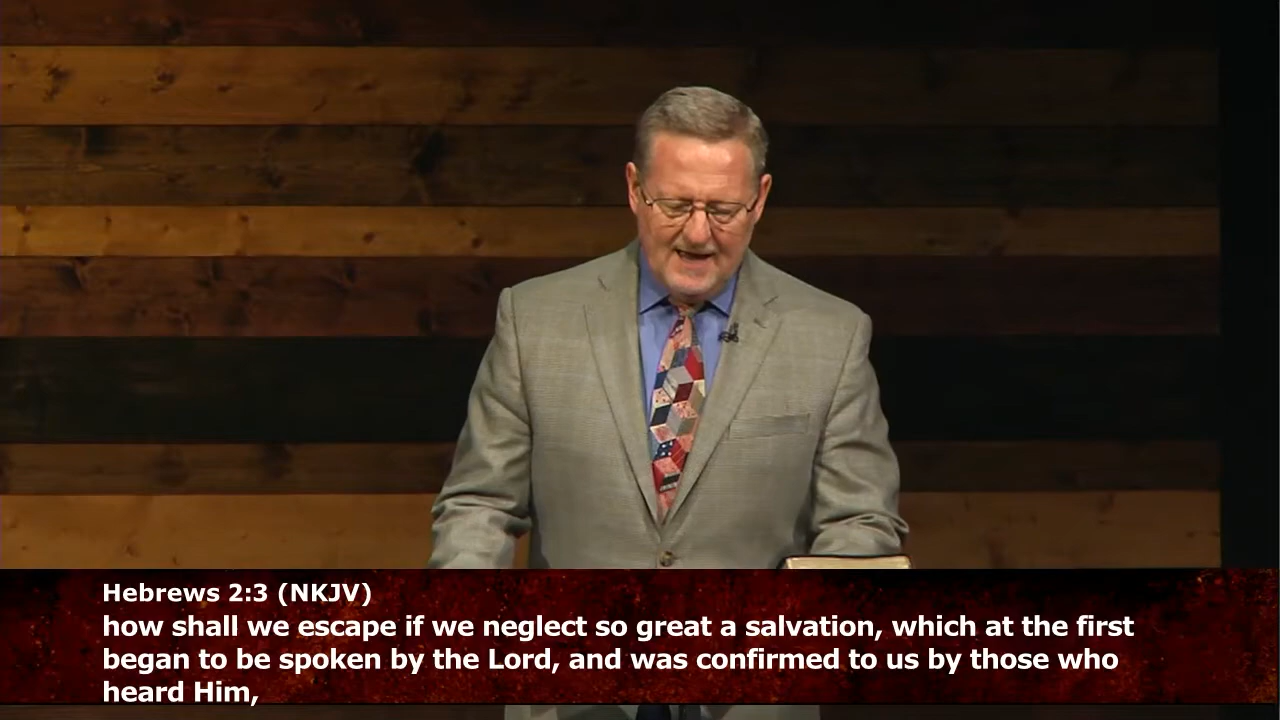 Hebrews 2:3 (NKJV)
how shall we escape if we neglect so great a salvation, which at the first
began to be spoken by the Lord, and was confirmed to us by those who
heard Him,